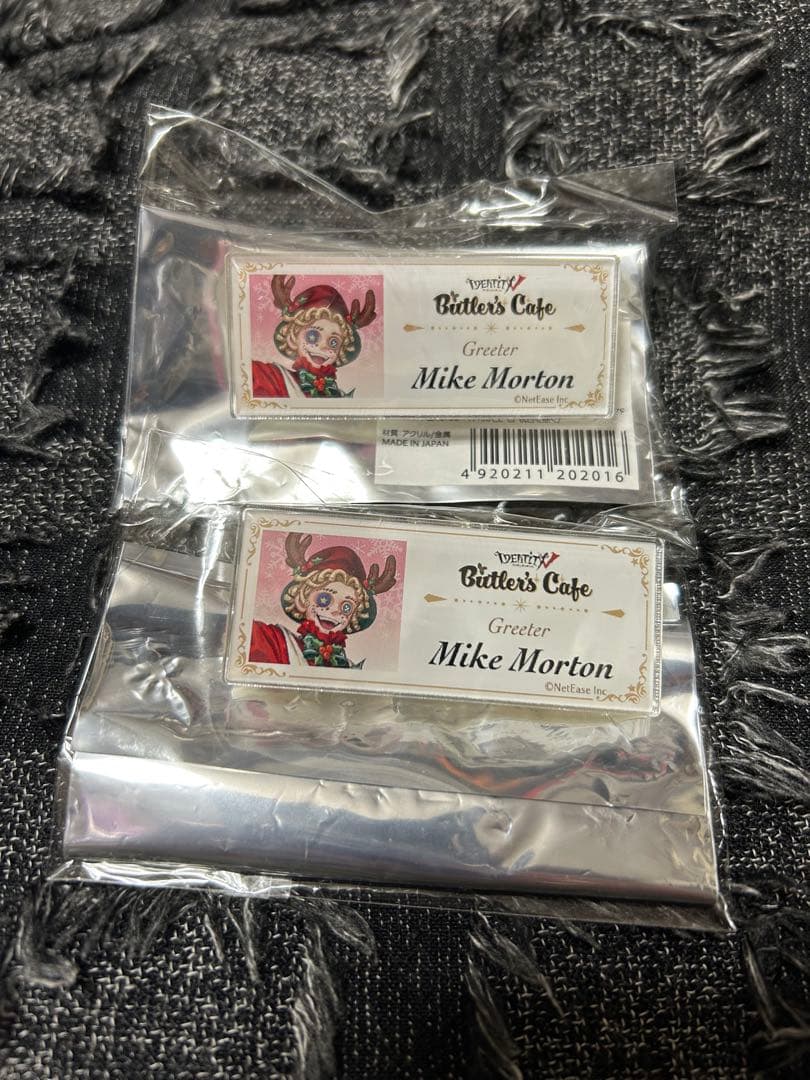 IDENTITY V
Butler's Cafe
Greeter
Mike Morton
©NetEase Inc.
材質:アクリル/金属
MADE IN JAPAN
4 920211 202016
IDENTITY V
Butler's Cafe
Greeter
Mike Morton
©NetEase Inc.